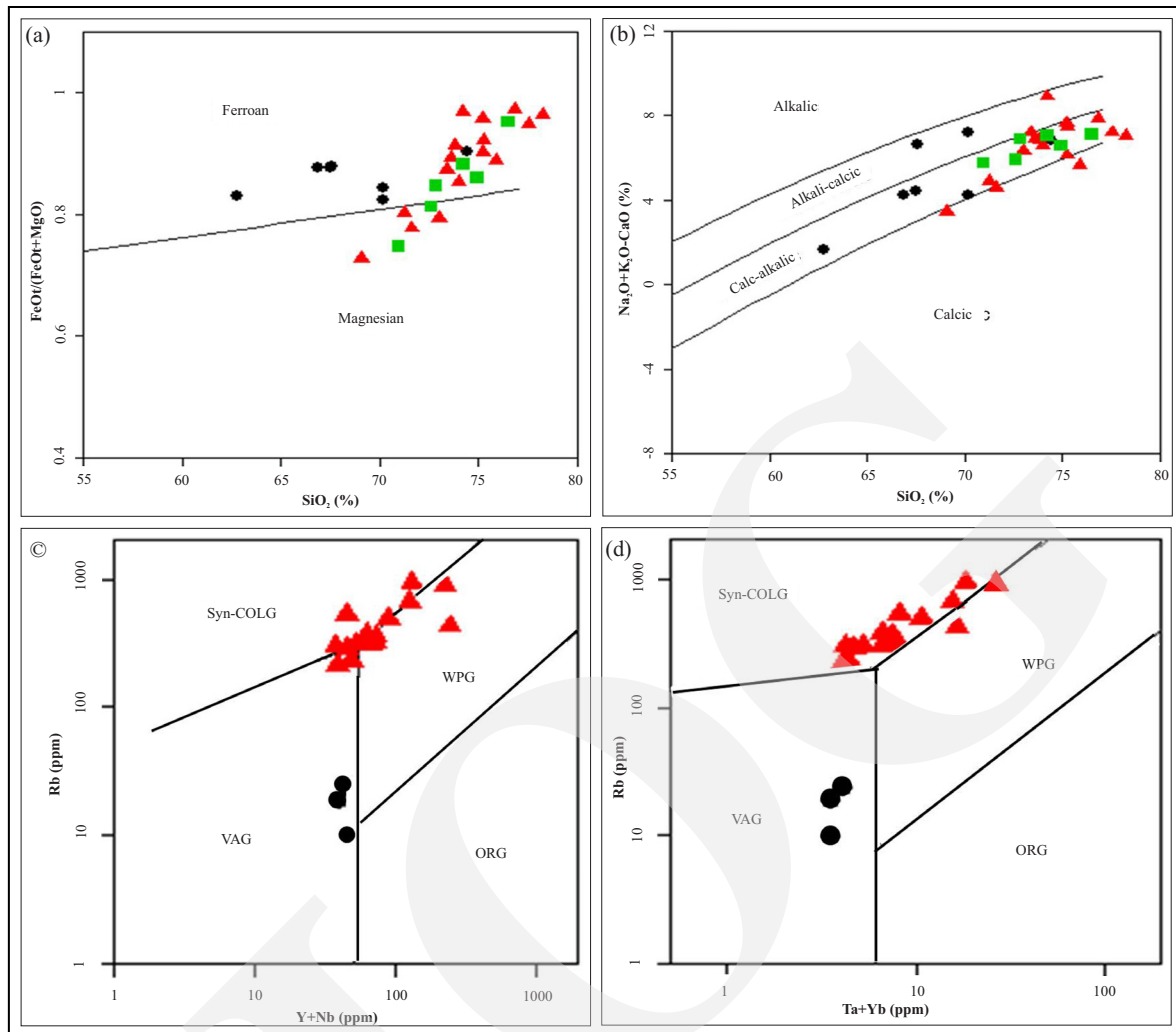 (a)
FeOt/(FeOt+MgO)
1
0.8
0.6
0.4
Ferroan
Magnesian
55
60
65
70
75
80
SiO₂ (%)
(b)
Na₂O+K₂O-CaO (%)
12
8
4
0
-4
-8
Alkalic
Alkali-calcic
Calc-alkalic
Calcic
55
60
65
70
75
80
SiO₂ (%)
©
Rb (ppm)
1000
100
10
1
Syn-COLG
WPG
VAG
ORG
1
10
100
1000
Y+Nb (ppm)
(d)
Rb (ppm)
1000
100
10
1
Syn-COLG
WPG
VAG
ORG
1
10
100
Ta+Yb (ppm)